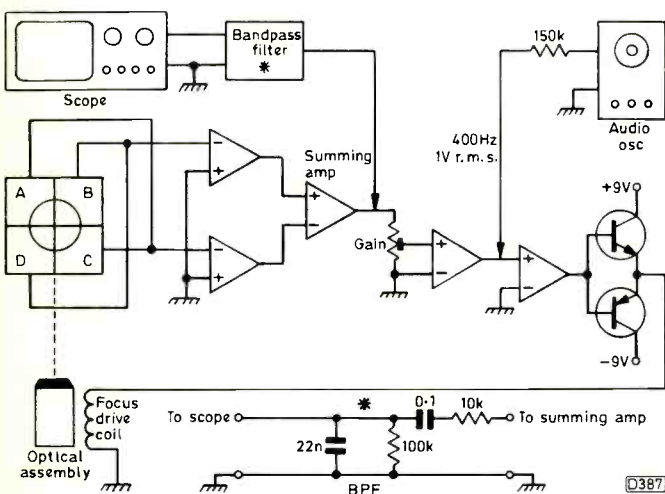 Scope
Bandpass
filter
*
150k
Audio
osc
400Hz
1V r.m.s.
Summing
amp
A
B
D
C
-
+
-
+
+
-
Gain
+
-
+
-
+9V
-9V
Focus
drive
coil
Optical
assembly
*
To scope
22n
100k
0·1
10k
To summing amp
BPF
D387